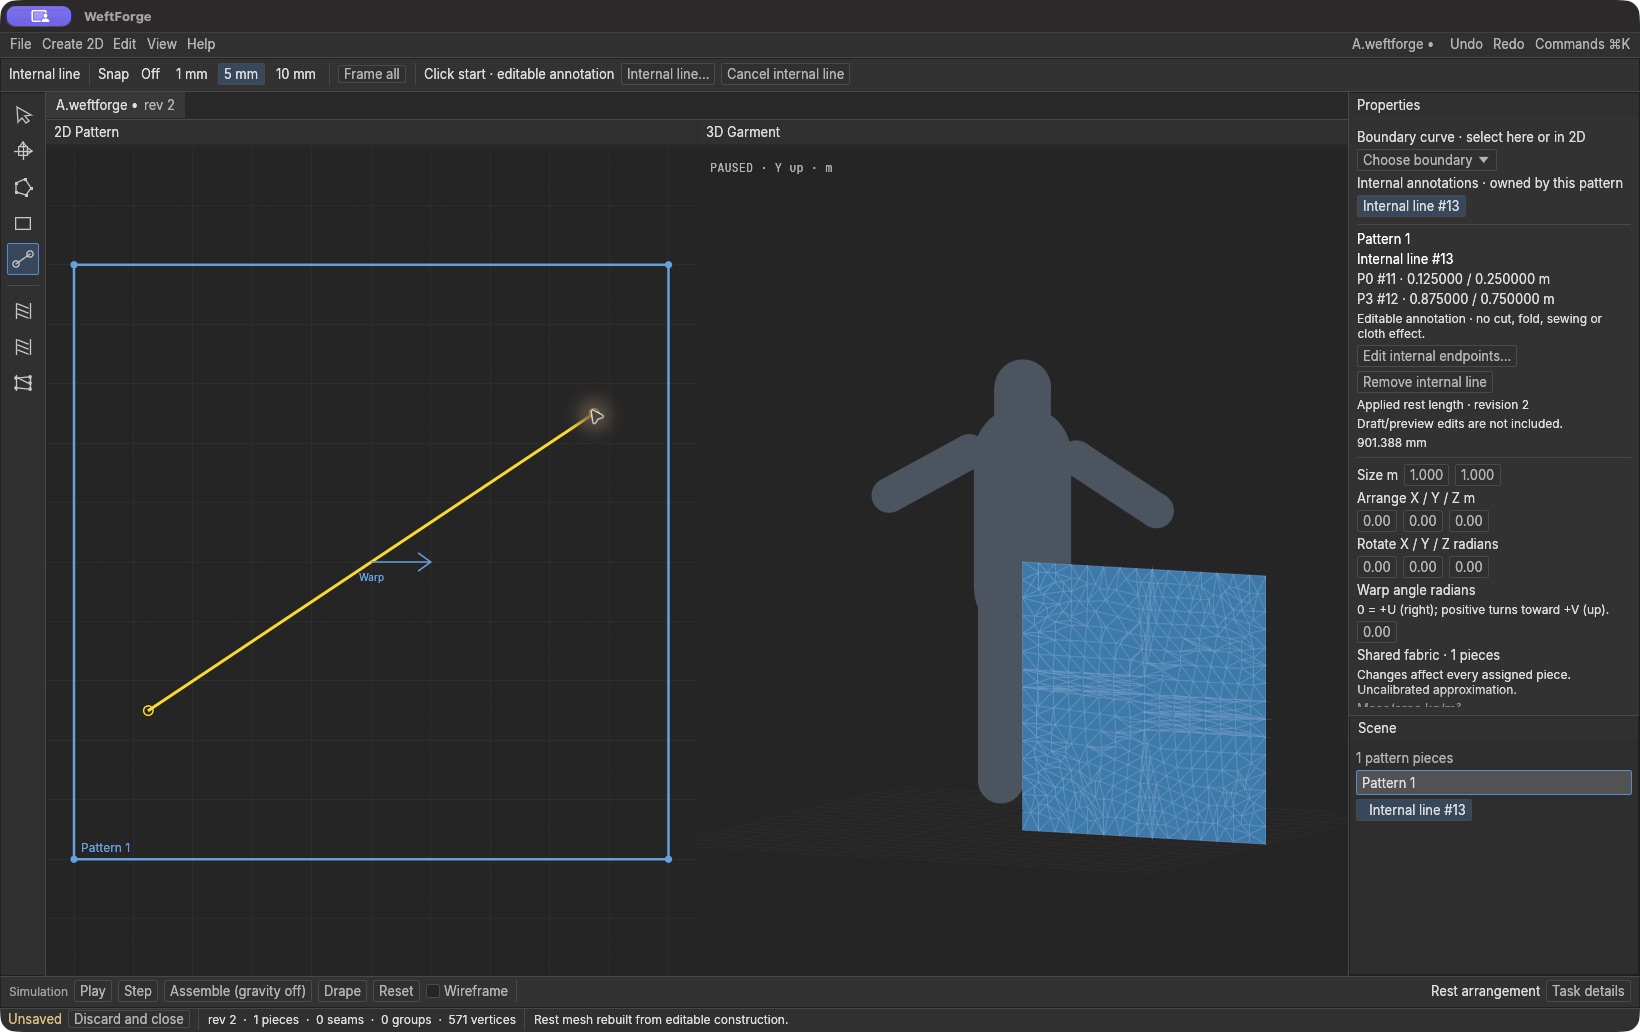 WeftForge
File Create 2D Edit View Help
A.weftforge • Undo Redo Commands ⌘K
Internal line Snap Off 1 mm 5 mm 10 mm Frame all Click start · editable annotation Internal line... Cancel internal line
A.weftforge • rev 2
2D Pattern
Warp
Pattern 1
3D Garment
PAUSED · Y up · m
Properties
Boundary curve · select here or in 2D
Choose boundary
Internal annotations · owned by this pattern
Internal line #13
Pattern 1
Internal line #13
P0 #11 · 0.125000 / 0.250000 m
P3 #12 · 0.875000 / 0.750000 m
Editable annotation · no cut, fold, sewing or
cloth effect.
Edit internal endpoints...
Remove internal line
Applied rest length · revision 2
Draft/preview edits are not included.
901.388 mm
Size m 1.000 1.000
Arrange X / Y / Z m
0.00 0.00 0.00
Rotate X / Y / Z radians
0.00 0.00 0.00
Warp angle radians
0 = +U (right); positive turns toward +V (up).
0.00
Shared fabric · 1 pieces
Changes affect every assigned piece.
Uncalibrated approximation.
Scene
1 pattern pieces
Pattern 1
Internal line #13
Simulation Play Step Assemble (gravity off) Drape Reset Wireframe
Rest arrangement Task details
Unsaved Discard and close rev 2 · 1 pieces · 0 seams · 0 groups · 571 vertices Rest mesh rebuilt from editable construction.